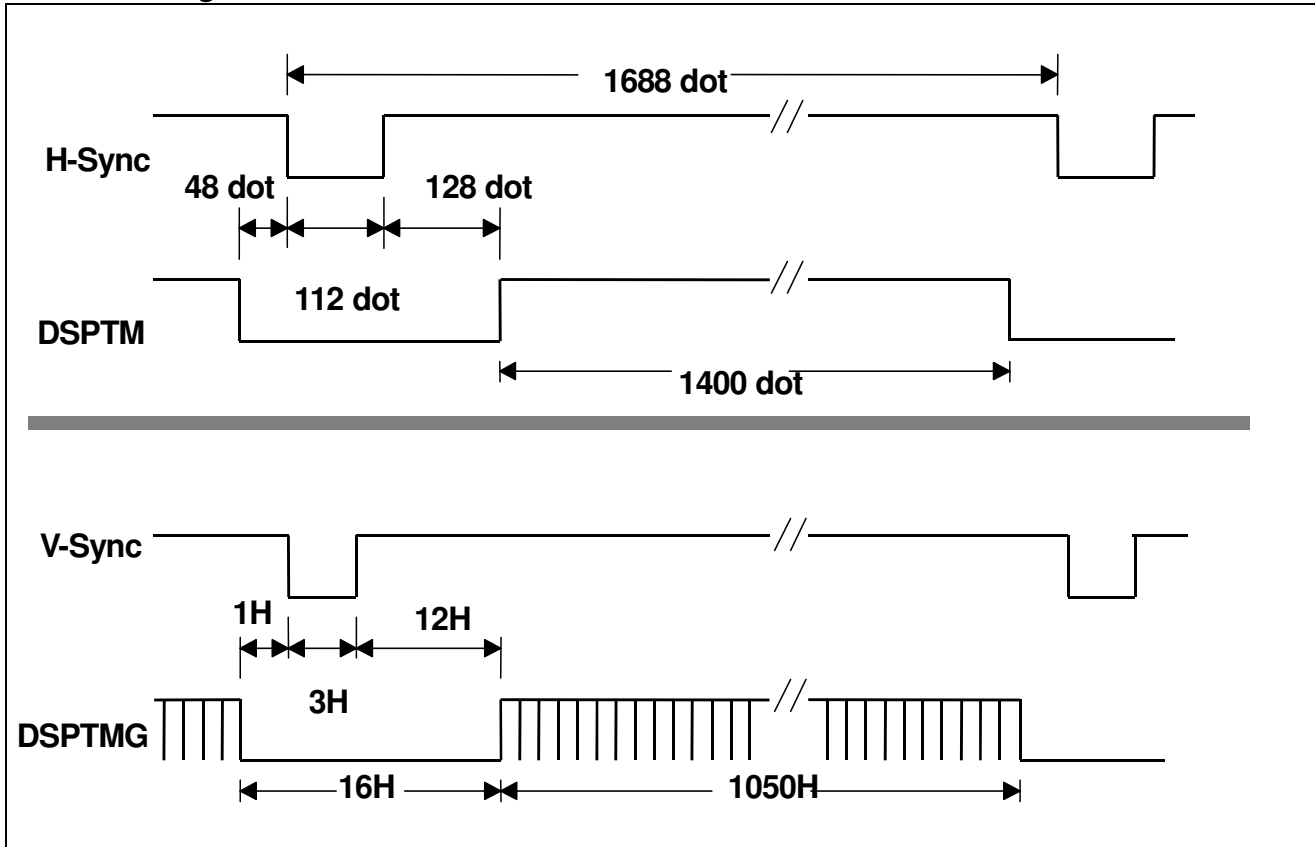 1688 dot
H-Sync
48 dot
128 dot
112 dot
DSPTM
1400 dot
V-Sync
1H
12H
3H
DSPTMG
16H
1050H